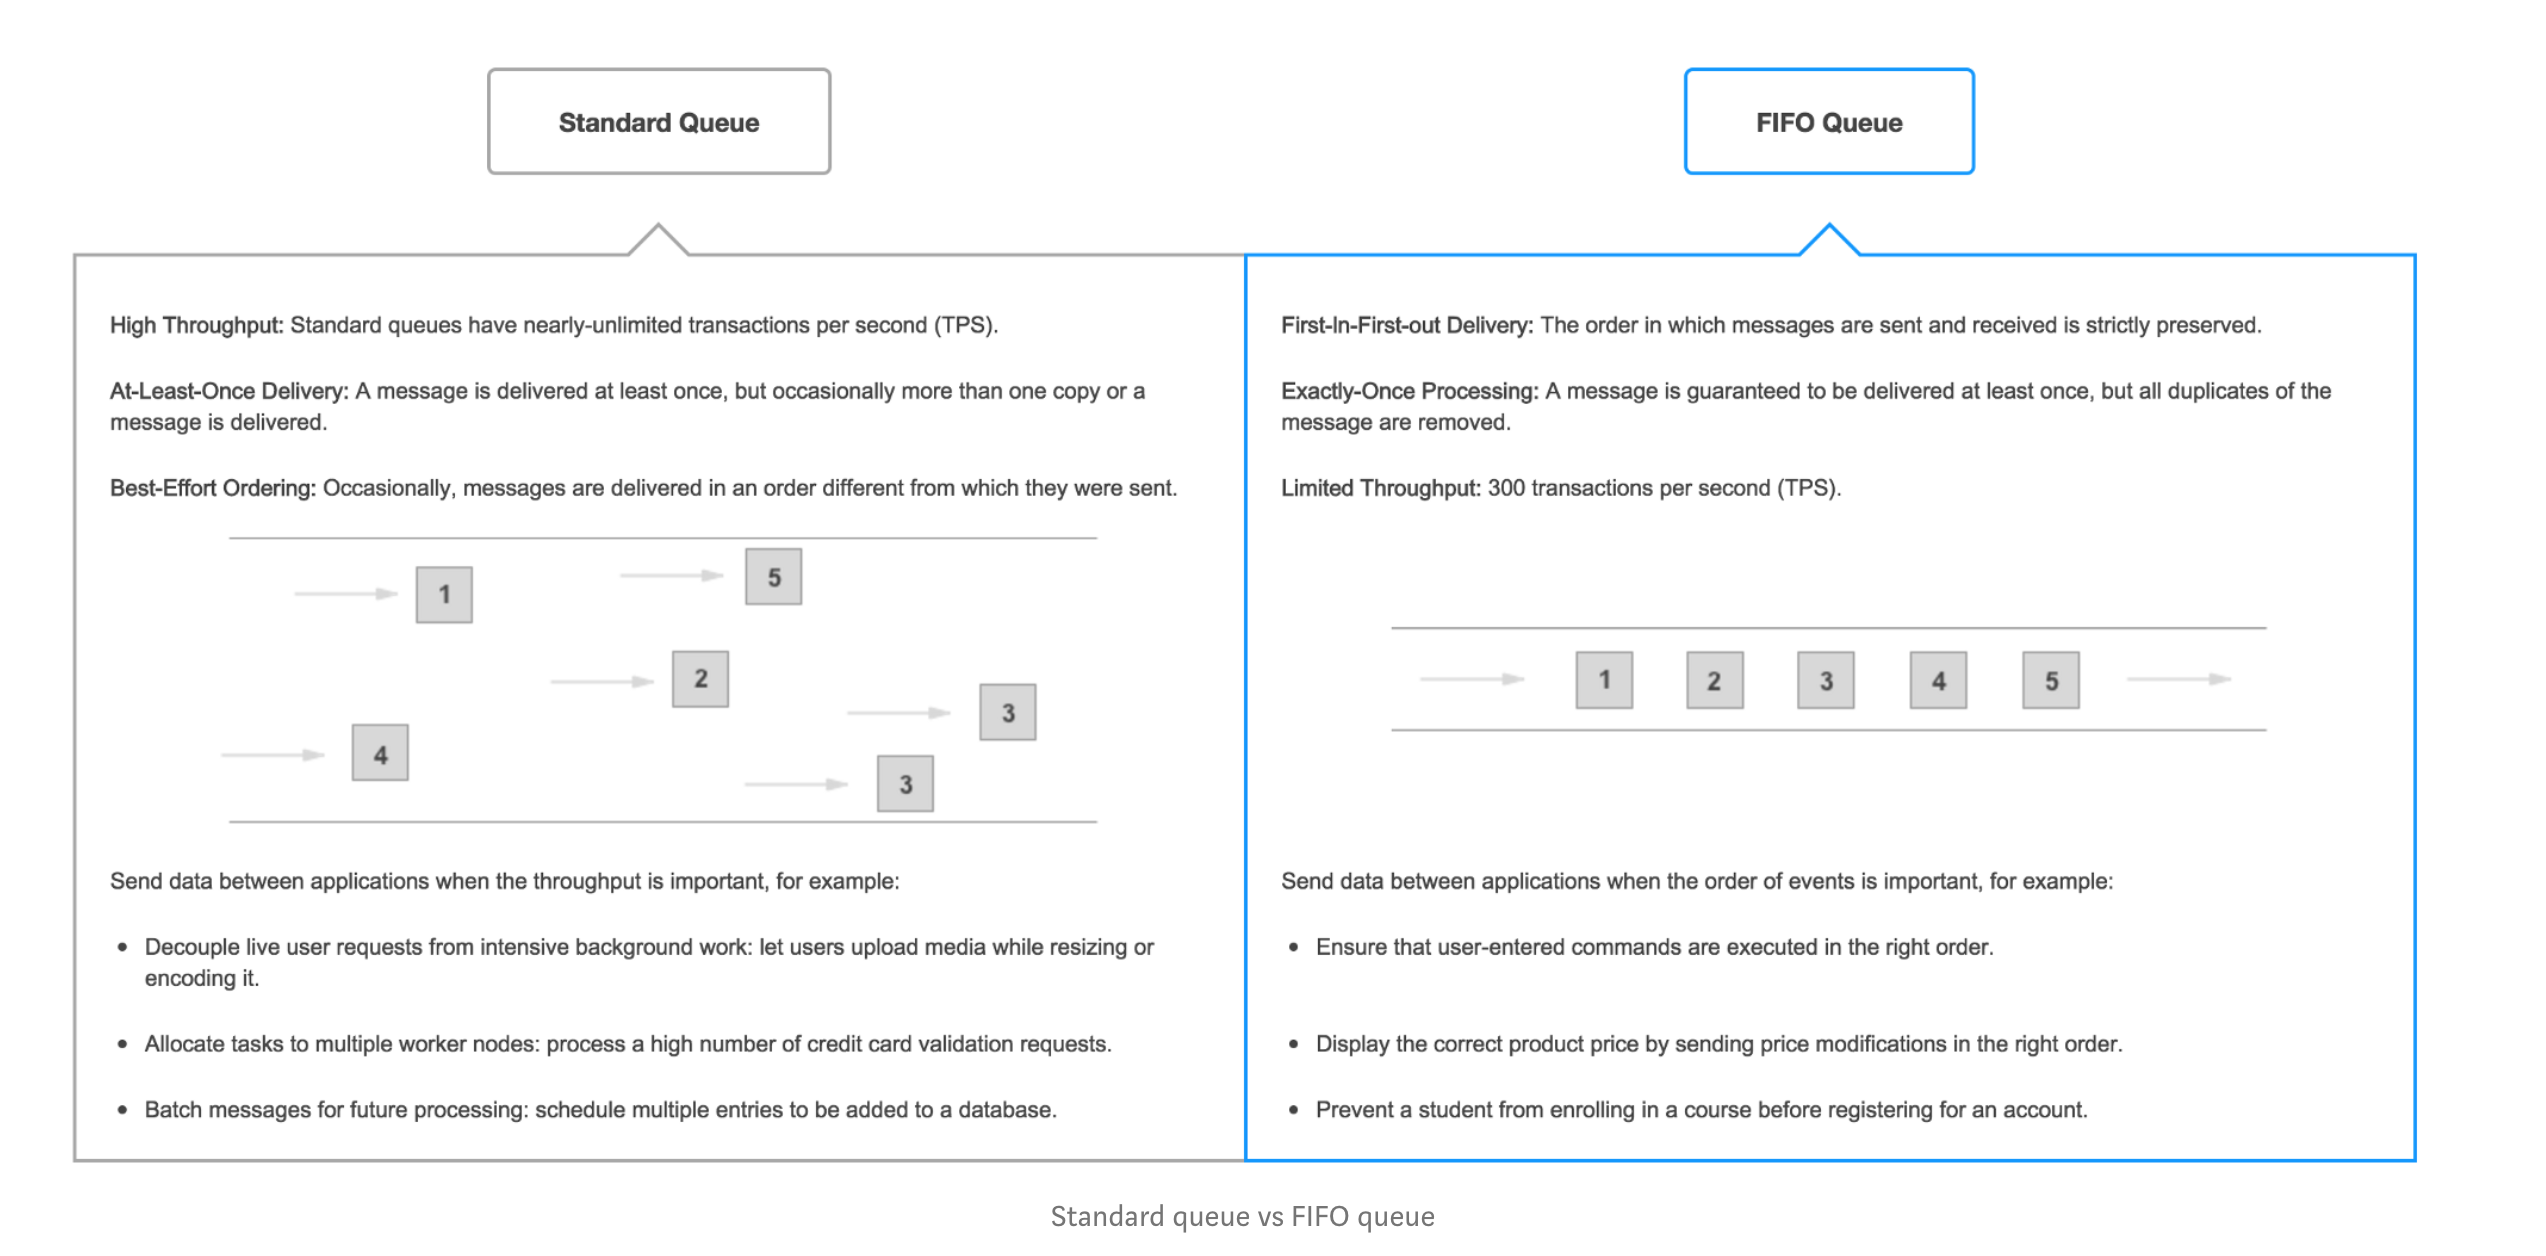 Standard Queue
High Throughput: Standard queues have nearly-unlimited transactions per second (TPS).
At-Least-Once Delivery: A message is delivered at least once, but occasionally more than one copy or a
message is delivered.
Best-Effort Ordering: Occasionally, messages are delivered in an order different from which they were sent.
1
5
2
3
4
3
Send data between applications when the throughput is important, for example:
• Decouple live user requests from intensive background work: let users upload media while resizing or
encoding it.
• Allocate tasks to multiple worker nodes: process a high number of credit card validation requests.
• Batch messages for future processing: schedule multiple entries to be added to a database.
FIFO Queue
First-In-First-out Delivery: The order in which messages are sent and received is strictly preserved.
Exactly-Once Processing: A message is guaranteed to be delivered at least once, but all duplicates of the
message are removed.
Limited Throughput: 300 transactions per second (TPS).
1 2 3 4 5
Send data between applications when the order of events is important, for example:
• Ensure that user-entered commands are executed in the right order.
• Display the correct product price by sending price modifications in the right order.
• Prevent a student from enrolling in a course before registering for an account.
Standard queue vs FIFO queue